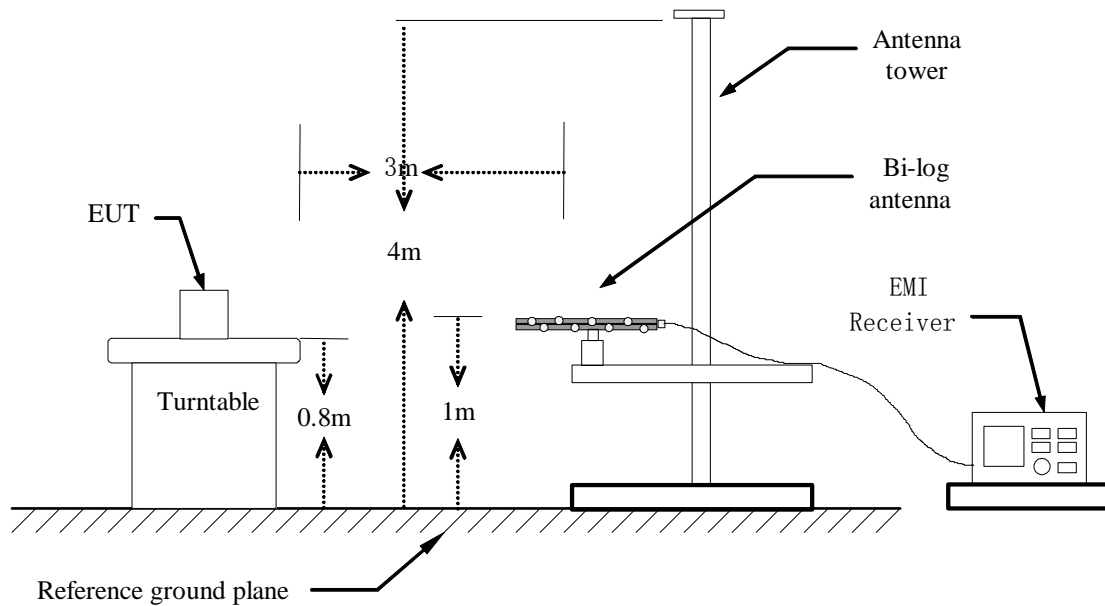 Antenna
tower
3m
Bi-log
antenna
EUT
4m
EMI
Receiver
Turntable
0.8m
1m
Reference ground plane